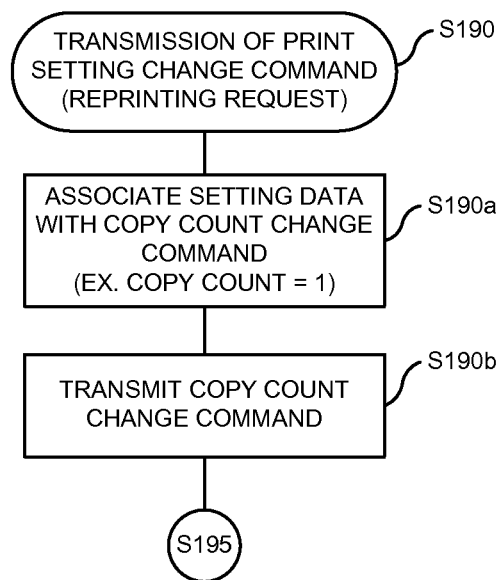 TRANSMISSION OF PRINT
SETTING CHANGE COMMAND
(REPRINTING REQUEST)
S190
ASSOCIATE SETTING DATA
WITH COPY COUNT CHANGE
COMMAND
(EX. COPY COUNT = 1)
S190a
TRANSMIT COPY COUNT
CHANGE COMMAND
S190b
S195